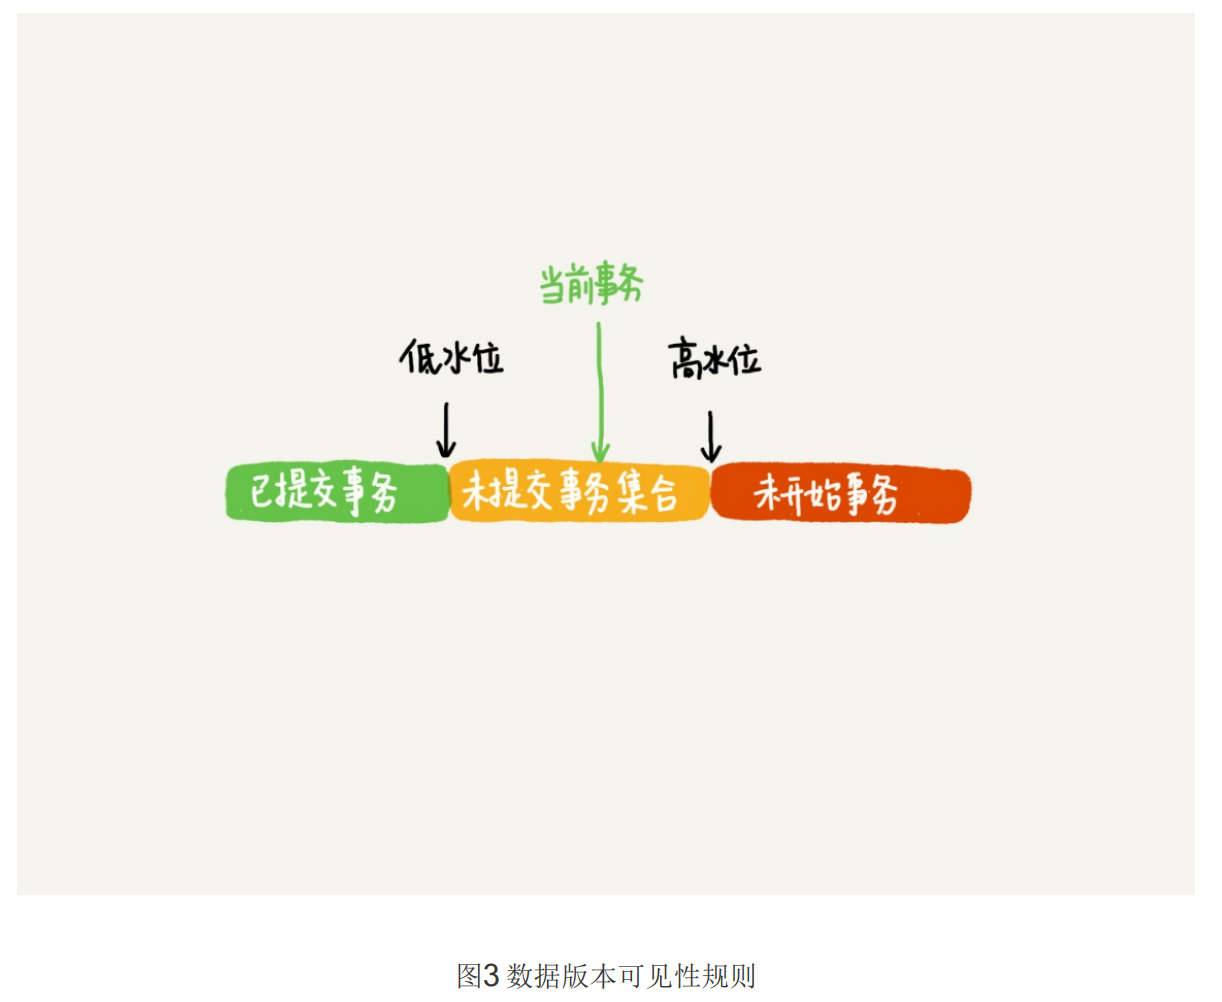 当前事务
低水位
高水位
已提交事务
未提交事务集合
未开始事务
图3 数据版本可见性规则